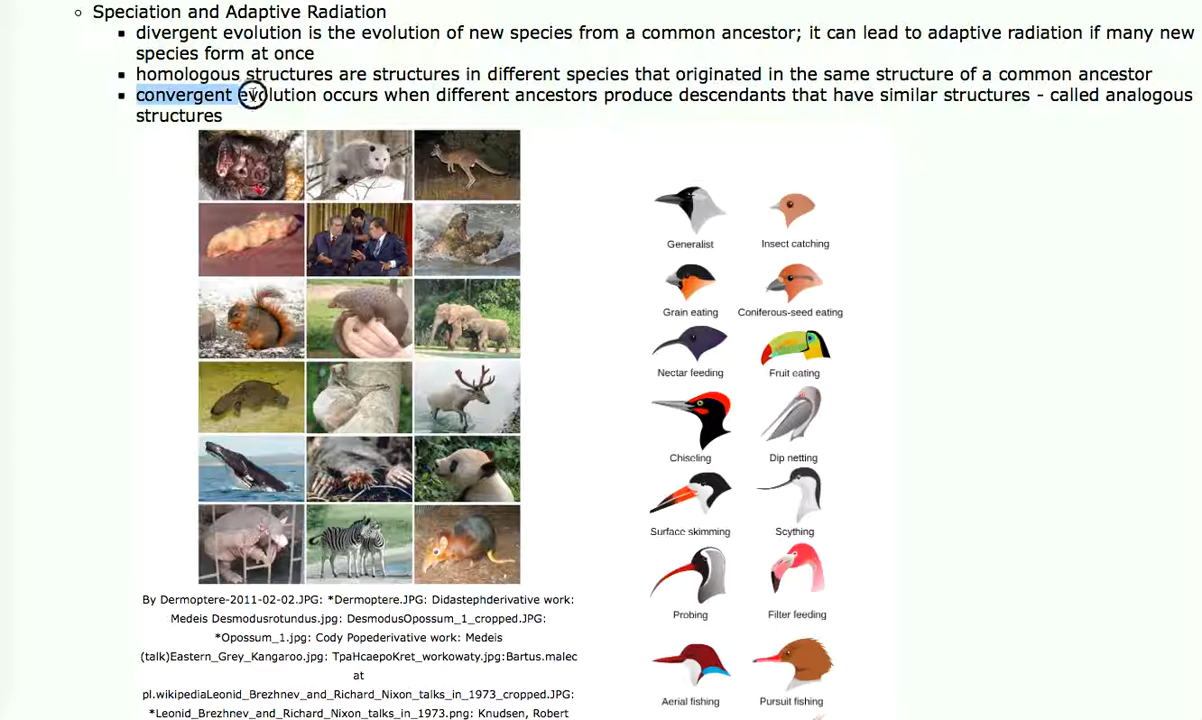 Speciation and Adaptive Radiation
divergent evolution is the evolution of new species from a common ancestor; it can lead to adaptive radiation if many new
species form at once
homologous structures are structures in different species that originated in the same structure of a common ancestor
convergent evolution occurs when different ancestors produce descendants that have similar structures - called analogous
structures
Generalist Insect catching
Grain eating Coniferous-seed eating
Nectar feeding Fruit eating
Chiseling Dip netting
Surface skimming Scything
Probing Filter feeding
Aerial fishing Pursuit fishing
By Dermoptere-2011-02-02.JPG: *Dermoptere.JPG: Didastephderivative work:
Medeis Desmodusrotundus.jpg: DesmodusOpossum_1_cropped.JPG:
*Opossum_1.jpg: Cody Popederivative work: Medeis
(talk)Eastern_Grey_Kangaroo.jpg: TpaHcaepoKret_workowaty.jpg:Bartus.malec
at
pl.wikipediaLeonid_Brezhnev_and_Richard_Nixon_talks_in_1973_cropped.JPG:
*Leonid_Brezhnev_and_Richard_Nixon_talks_in_1973.png: Knudsen, Robert